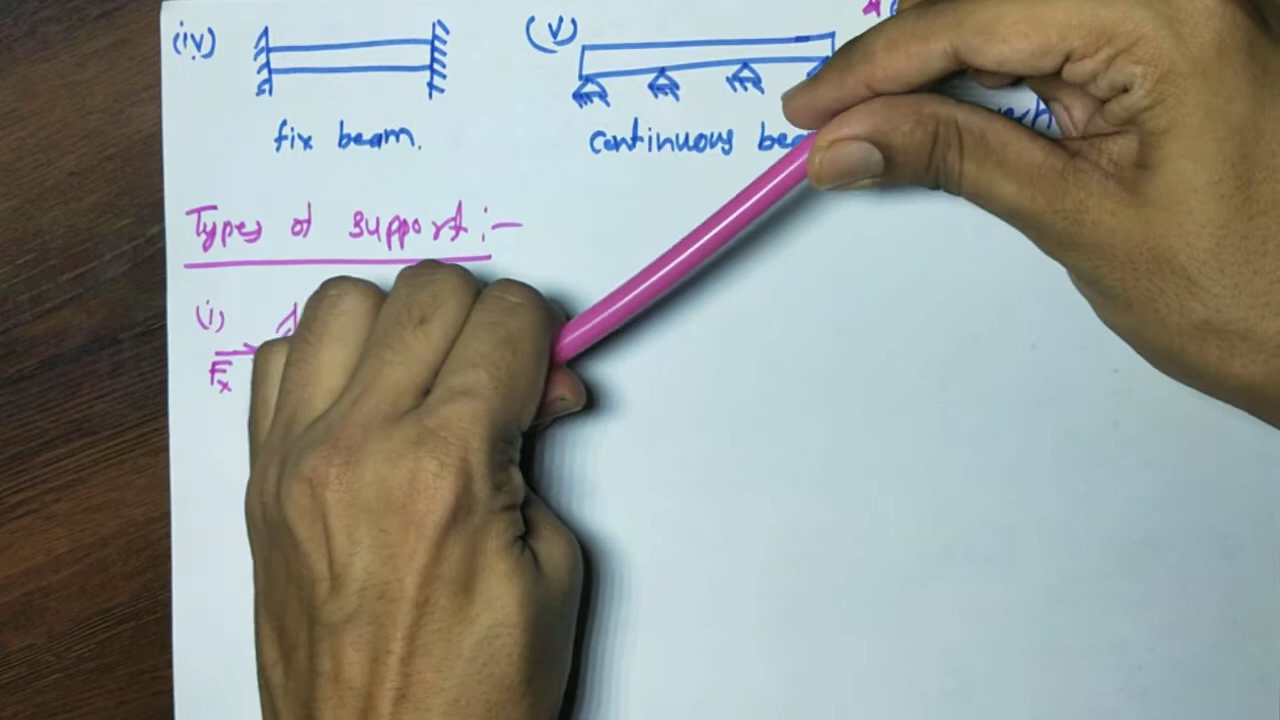 (iv) (v)
fix beam. continuous
Types of support :-
(i)
Fx